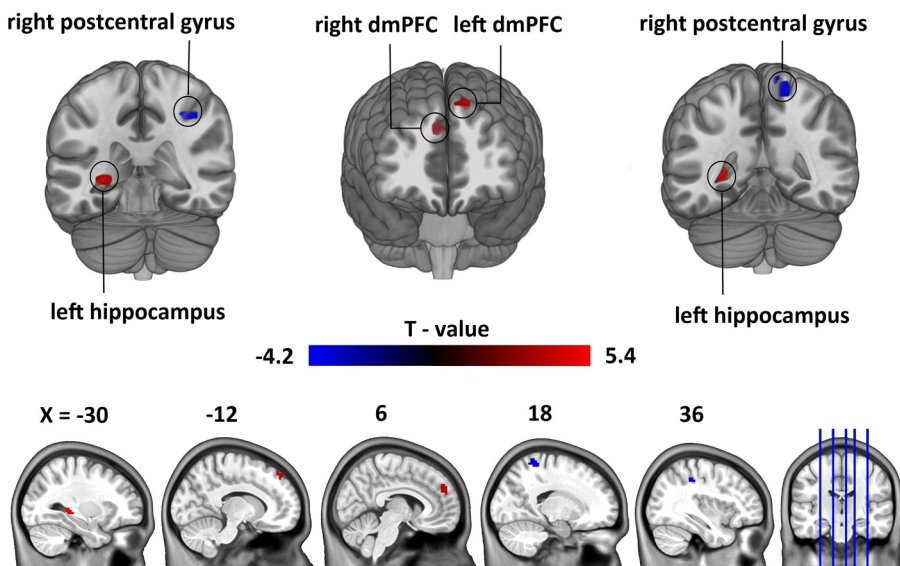 right postcentral gyrus
right dmPFC left dmPFC
right postcentral gyrus
left hippocampus
left hippocampus
T - value
-4.2
5.4
X = -30
-12
6
18
36